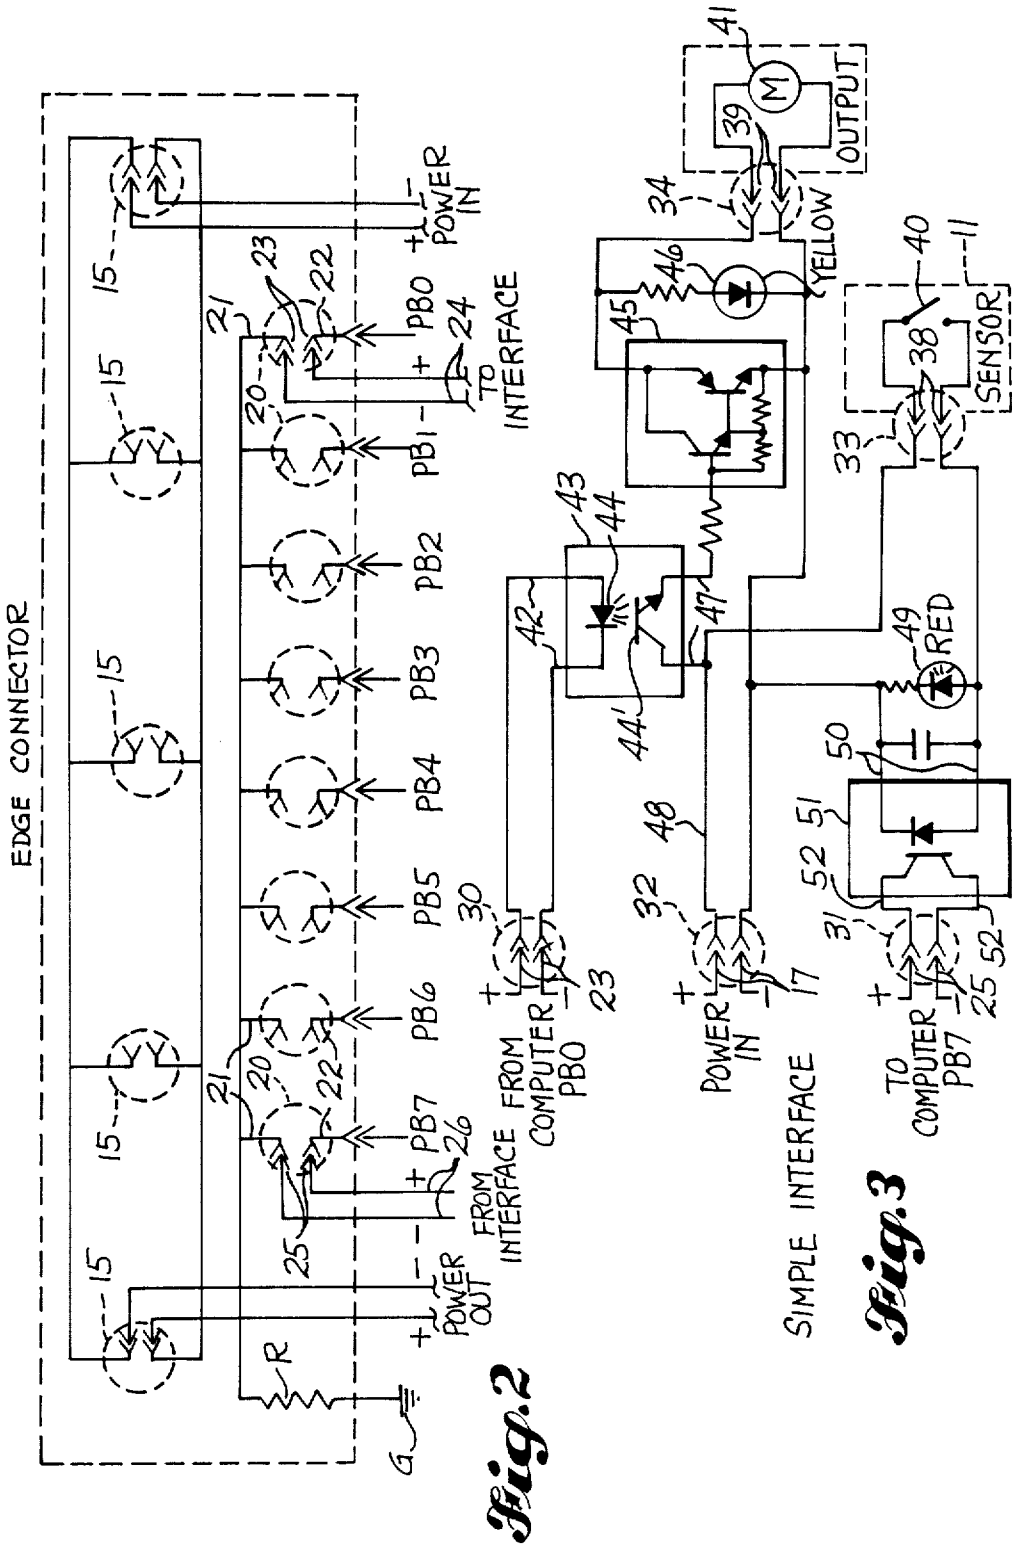 EDGE CONNECTOR
15
15
15
15
15
R
G
21
20
22
25
21
20
22
23
+
-
POWER
OUT
-
+
FROM
INTERFACE
26
PB7
PB6
PB5
PB4
PB3
PB2
PB1
PB0
-
+
24
TO
INTERFACE
+
-
POWER
IN
Fig.2
FROM
COMPUTER
PB0
+
-
30
23
42
43
44
44'
47
45
46
YELLOW
34
39
41
M
OUTPUT
POWER
IN
+
-
32
17
48
33
38
40
11
SENSOR
49
RED
50
51
52
52
31
25
+
-
TO
COMPUTER
PB7
SIMPLE INTERFACE
Fig.3